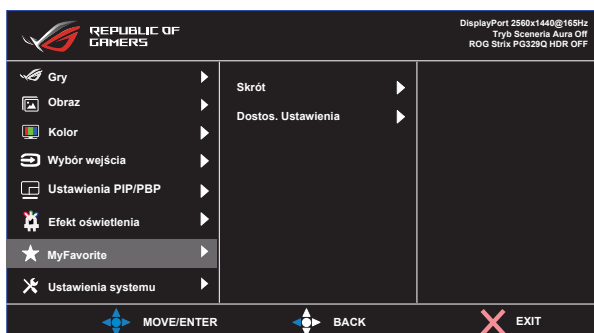 REPUBLIC OF
GAMERS
DisplayPort 2560x1440@165Hz
Tryb Sceneria Aura Off
ROG Strix PG329Q HDR OFF
Gry
Obraz
Kolor
Wybór wejścia
Ustawienia PIP/PBP
Efekt oświetlenia
MyFavorite
Ustawienia systemu
Skrót
Dostos. Ustawienia
MOVE/ENTER
BACK
EXIT